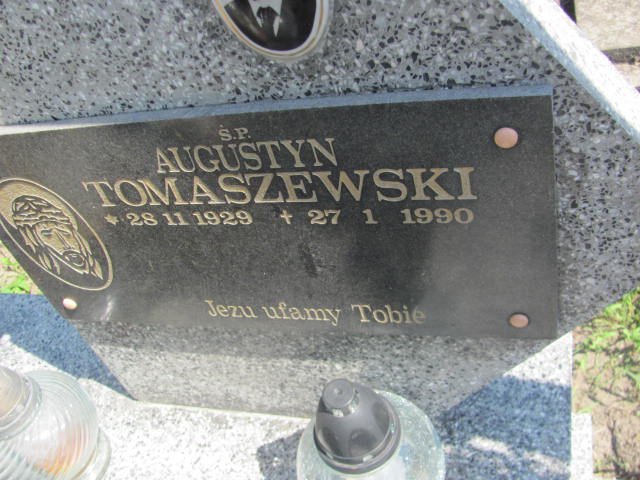 Ś.P.
AUGUSTYN
TOMASZEWSKI
* 28 11 1929 + 27 1 1990
Jezu ufamy Tobie